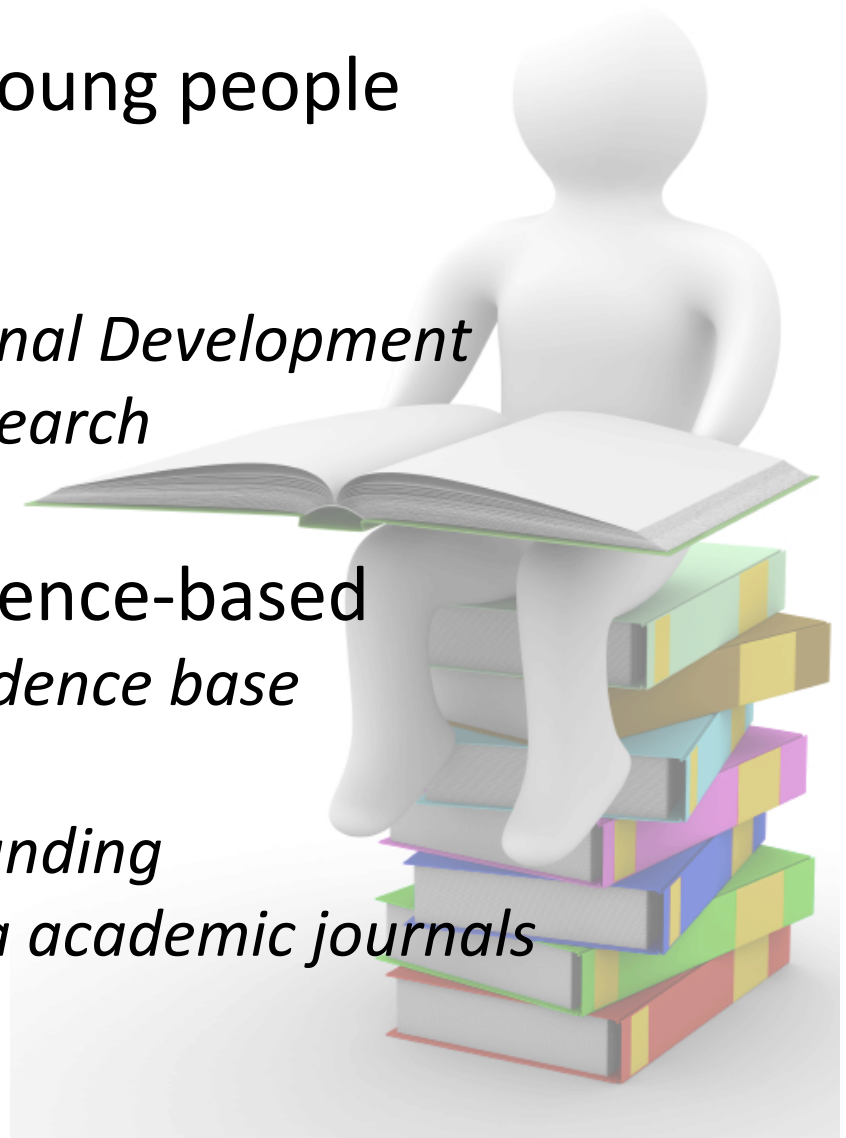 oung people
nal Development
earch
ence-based
dence base
nding
academic journals